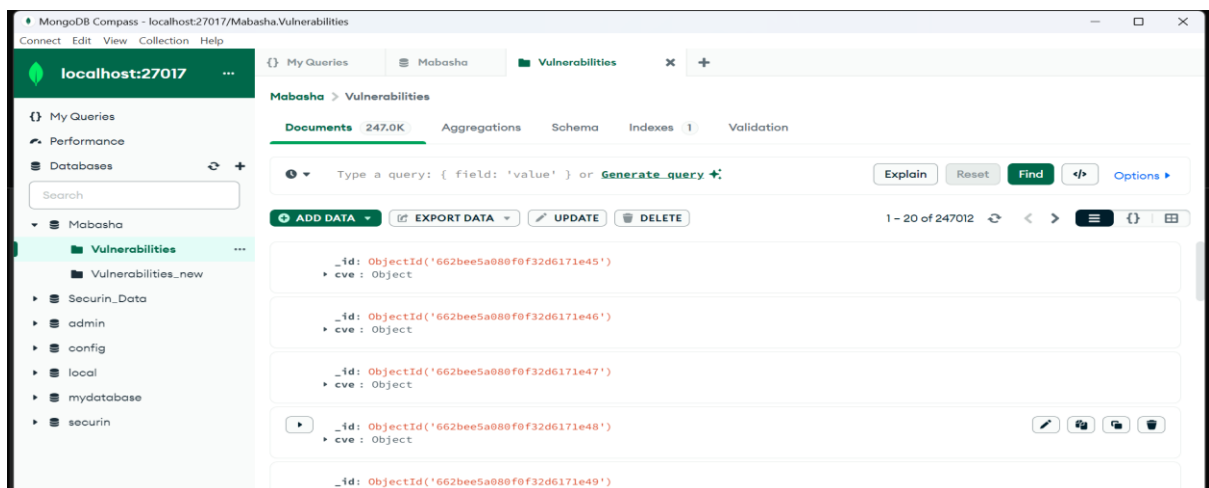 MongoDB Compass - localhost:27017/Mabasha.Vulnerabilities
Connect Edit View Collection Help
localhost:27017 ...
{} My Queries
Performance
Databases
Search
Mabasha
Vulnerabilities ...
Vulnerabilities_new
Securin_Data
admin
config
local
mydatabase
securin
{} My Queries Mabasha Vulnerabilities
Mabasha > Vulnerabilities
Documents 247.0K Aggregations Schema Indexes 1 Validation
Type a query: { field: 'value' } or Generate query Explain Reset Find </> Options
ADD DATA EXPORT DATA UPDATE DELETE 1 – 20 of 247012 {}
_id: ObjectId('662bee5a080f0f32d6171e45')
cve : Object
_id: ObjectId('662bee5a080f0f32d6171e46')
cve : Object
_id: ObjectId('662bee5a080f0f32d6171e47')
cve : Object
_id: ObjectId('662bee5a080f0f32d6171e48')
cve : Object
_id: ObjectId('662bee5a080f0f32d6171e49')